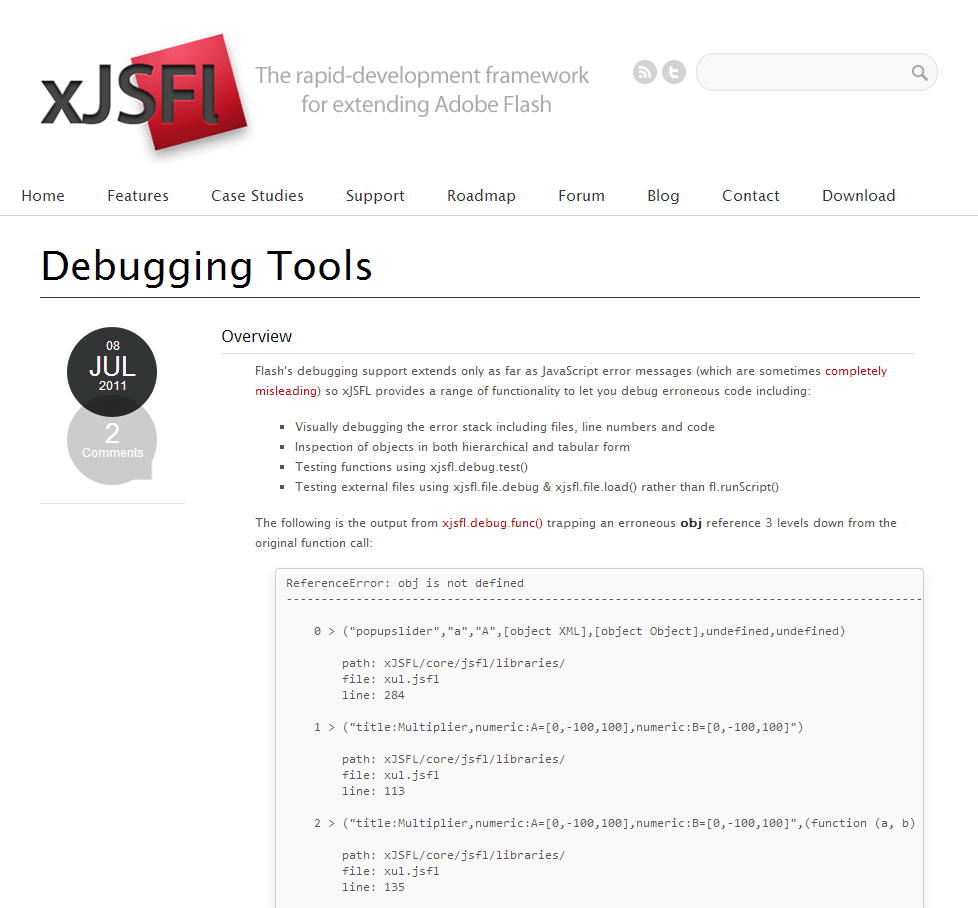 xJSFl
The rapid-development framework
for extending Adobe Flash
Home Features Case Studies Support Roadmap Forum Blog Contact Download
Debugging Tools
08
JUL
2011
2
Comments
Overview
Flash's debugging support extends only as far as JavaScript error messages (which are sometimes completely
misleading) so xJSFL provides a range of functionality to let you debug erroneous code including:
Visually debugging the error stack including files, line numbers and code
Inspection of objects in both hierarchical and tabular form
Testing functions using xjsfl.debug.test()
Testing external files using xjsfl.file.debug & xjsfl.file.load() rather than fl.runScript()
The following is the output from xjsfl.debug.func() trapping an erroneous obj reference 3 levels down from the
original function call:
ReferenceError: obj is not defined
-------------------------------------------------------------------------------------------
0 > ("popupslider","a","A",[object XML],[object Object],undefined,undefined)
path: xJSFL/core/jsfl/libraries/
file: xul.jsfl
line: 284
1 > ("title:Multiplier,numeric:A=[0,-100,100],numeric:B=[0,-100,100]")
path: xJSFL/core/jsfl/libraries/
file: xul.jsfl
line: 113
2 > ("title:Multiplier,numeric:A=[0,-100,100],numeric:B=[0,-100,100]",(function (a, b)
path: xJSFL/core/jsfl/libraries/
file: xul.jsfl
line: 135